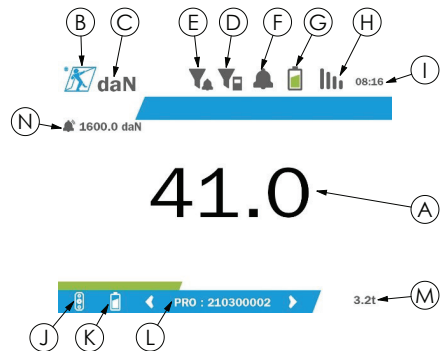 B C E D F G H
daN 08:16 I
N 1600.0 daN
41.0 A
PRO : 210300002 3.2t M
J K L